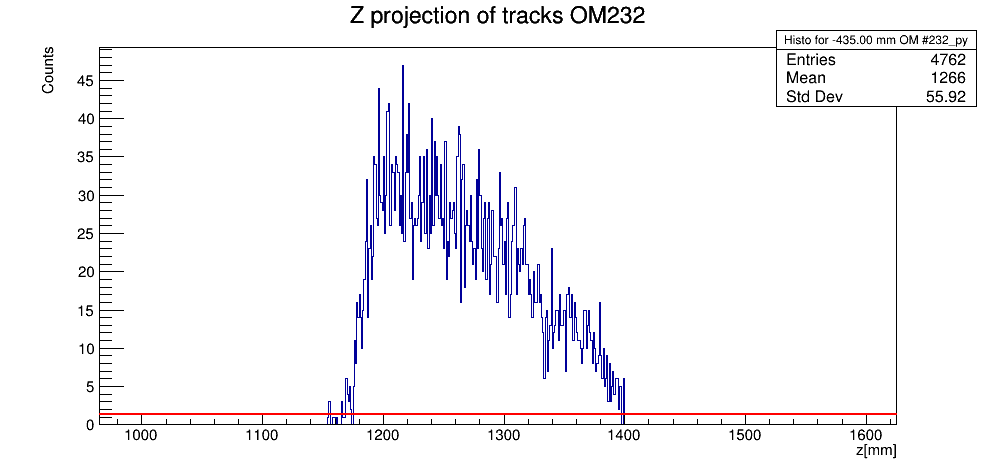 Z projection of tracks OM232
Histo for -435.00 mm OM #232_py
Entries 4762
Mean 1266
Std Dev 55.92
Counts
45
40
35
30
25
20
15
10
5
0
1000 1100 1200 1300 1400 1500 1600
z[mm]